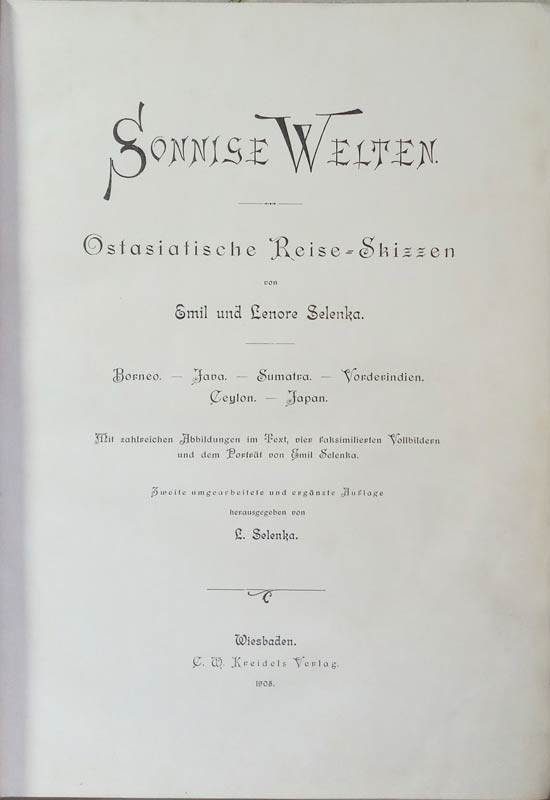 SONNIGE WELTEN.
Ostasiatische Reise-Skizzen
von
Emil und Lenore Selenka.
Borneo. — Java. — Sumatra. — Vorderindien.
Ceylon. — Japan.
Mit zahlreichen Abbildungen im Text, vier faksimilierten Vollbildern
und dem Porträt von Emil Selenka.
Zweite umgearbeitete und ergänzte Auflage
herausgegeben von
L. Selenka.
Wiesbaden.
C. W. Kreidels Verlag.
1905.